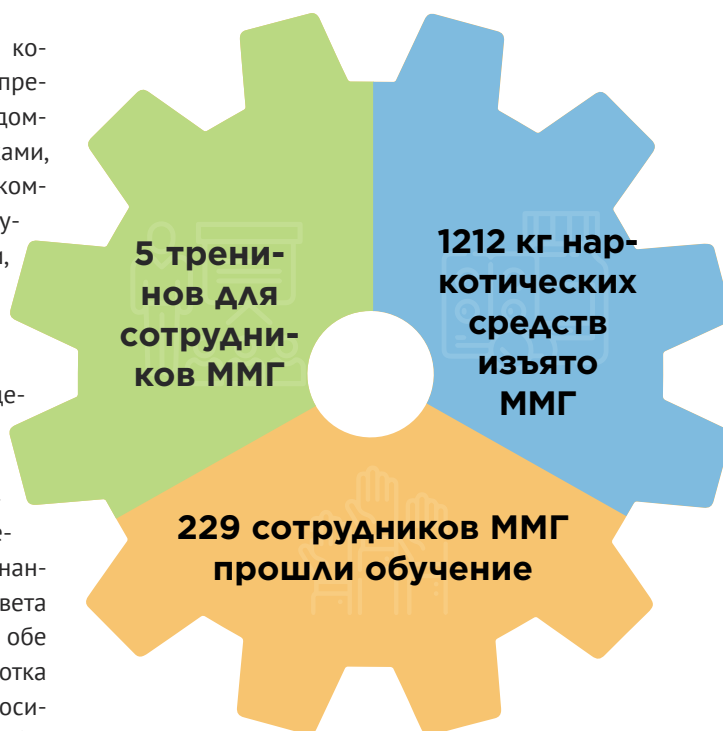 ко-
пре-
дом-
ками,
ком-
у-
и,
де-
е-
нан-
вета
обе
отка
оси-
5 трени-
нов для
сотрудни-
ков ММГ
1212 кг нар-
котических
средств
изъято
ММГ
229 сотрудников ММГ
прошли обучение